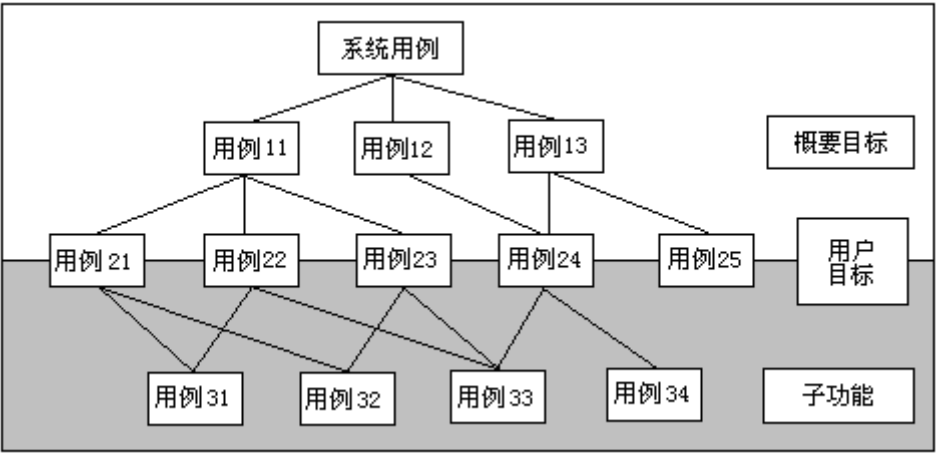 系统用例
用例11
用例12
用例13
概要目标
用例21
用例22
用例23
用例24
用例25
用户
目标
用例31
用例32
用例33
用例34
子功能